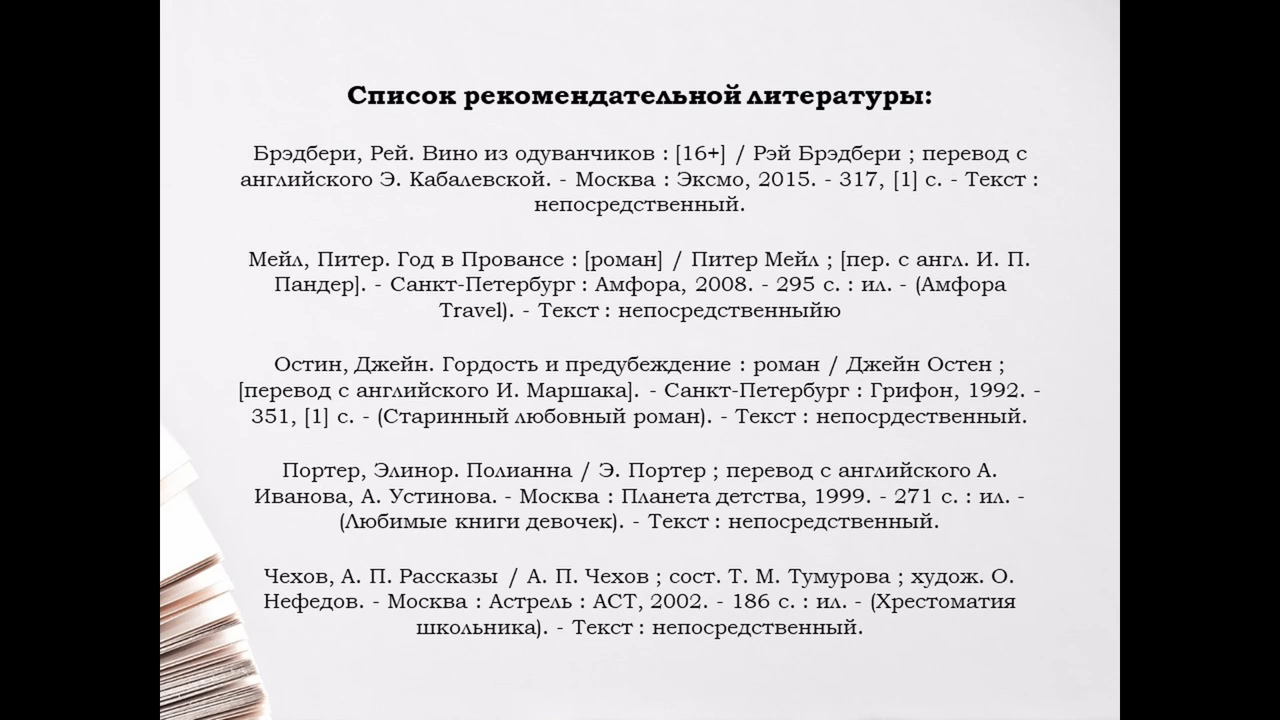 Список рекомендательной литературы:
Брэдбери, Рей. Вино из одуванчиков : [16+] / Рэй Брэдбери ; перевод с
английского Э. Кабалевской. - Москва : Эксмо, 2015. - 317, [1] с. - Текст :
непосредственный.
Мейл, Питер. Год в Провансе : [роман] / Питер Мейл ; [пер. с англ. И. П.
Пандер]. - Санкт-Петербург : Амфора, 2008. - 295 с. : ил. - (Амфора
Travel). - Текст : непосредственныйю
Остин, Джейн. Гордость и предубеждение : роман / Джейн Остен ;
[перевод с английского И. Маршака]. - Санкт-Петербург : Грифон, 1992. -
351, [1] с. - (Старинный любовный роман). - Текст : непосрдественный.
Портер, Элинор. Полианна / Э. Портер ; перевод с английского А.
Иванова, А. Устинова. - Москва : Планета детства, 1999. - 271 с. : ил. -
(Любимые книги девочек). - Текст : непосредственный.
Чехов, А. П. Рассказы / А. П. Чехов ; сост. Т. М. Тумурова ; худож. О.
Нефедов. - Москва : Астрель : АСТ, 2002. - 186 с. : ил. - (Хрестоматия
школьника). - Текст : непосредственный.